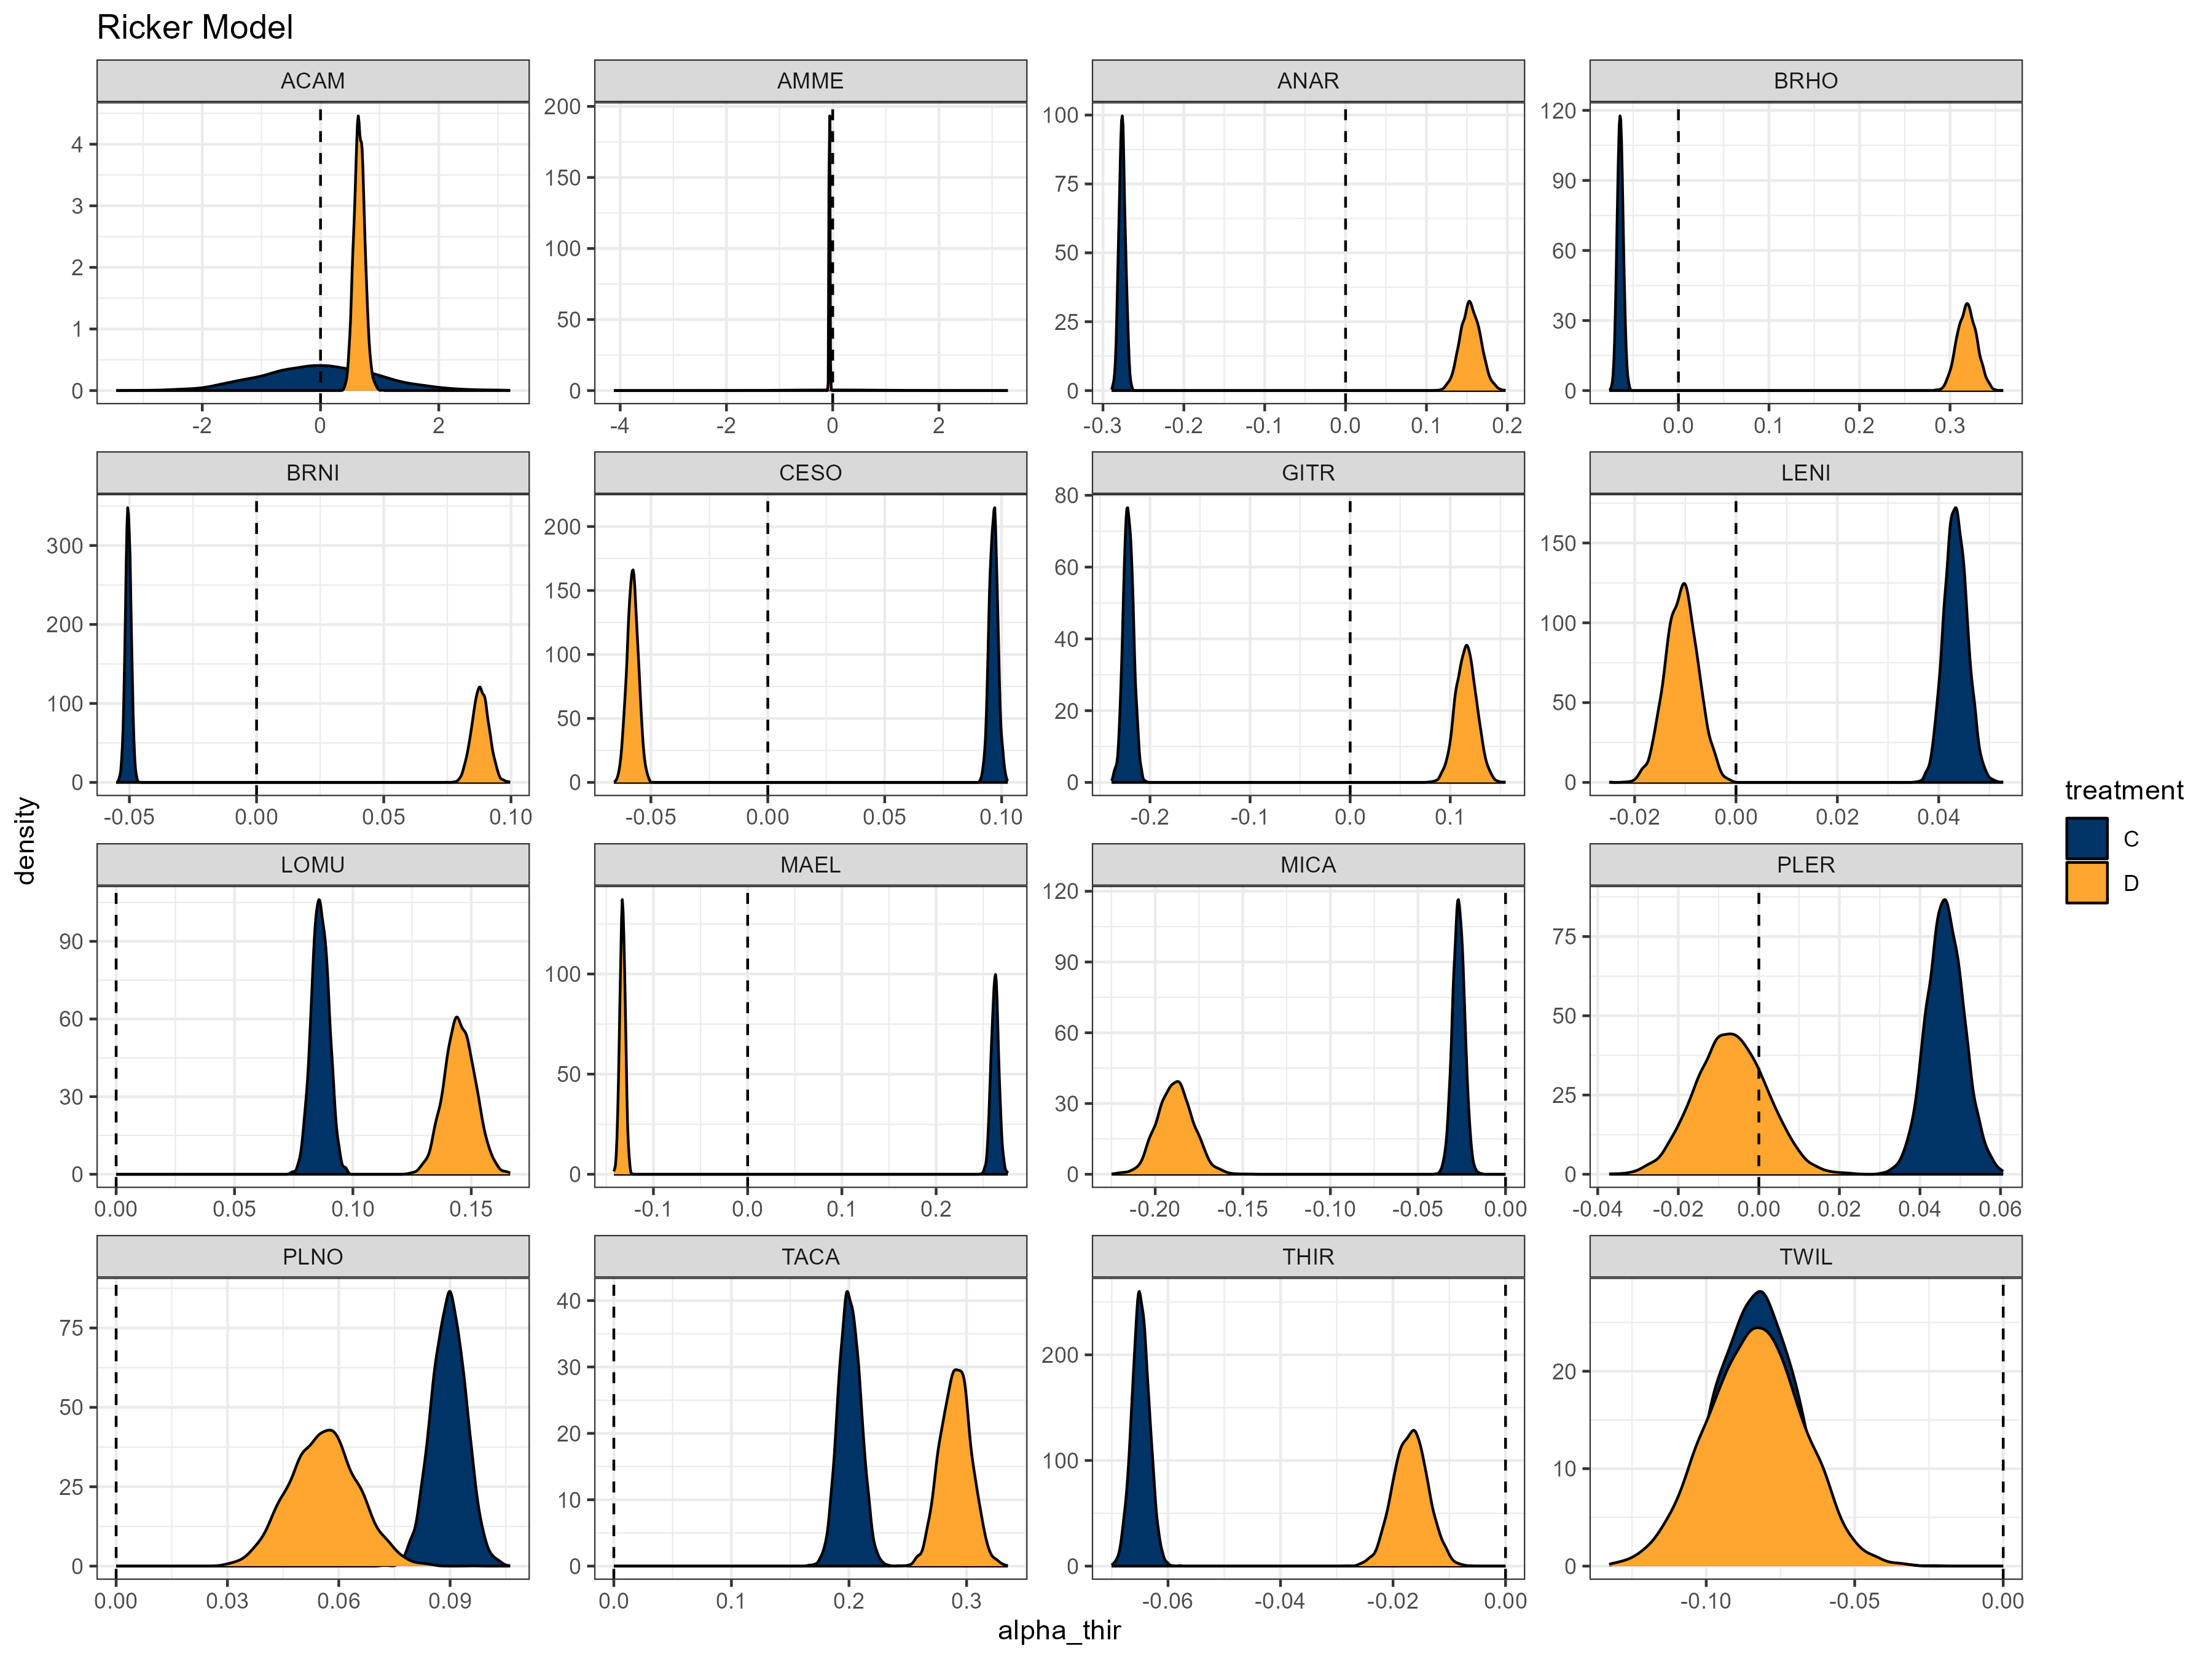 Ricker Model
ACAM AMME ANAR BRHO
4 3 2 1 0
200 150 100 50 0
100 75 50 25 0
120 90 60 30 0
-2 0 2
-4 -2 0 2
-0.3 -0.2 -0.1 0.0 0.1 0.2
0.0 0.1 0.2 0.3
BRNI CESO GITR LENI
300 200 100 0
200 150 100 50 0
80 60 40 20 0
150 100 50 0
-0.05 0.00 0.05 0.10
-0.05 0.00 0.05 0.10
-0.2 -0.1 0.0 0.1
-0.02 0.00 0.02 0.04
LOMU MAEL MICA PLER
90 60 30 0
100 50 0
120 90 60 30 0
75 50 25 0
0.00 0.05 0.10 0.15
-0.1 0.0 0.1 0.2
-0.20 -0.15 -0.10 -0.05 0.00
-0.04 -0.02 0.00 0.02 0.04 0.06
PLNO TACA THIR TWIL
75 50 25 0
40 30 20 10 0
200 100 0
20 10 0
0.00 0.03 0.06 0.09
0.0 0.1 0.2 0.3
-0.06 -0.04 -0.02 0.00
-0.10 -0.05 0.00
density
alpha_thir
treatment
C
D